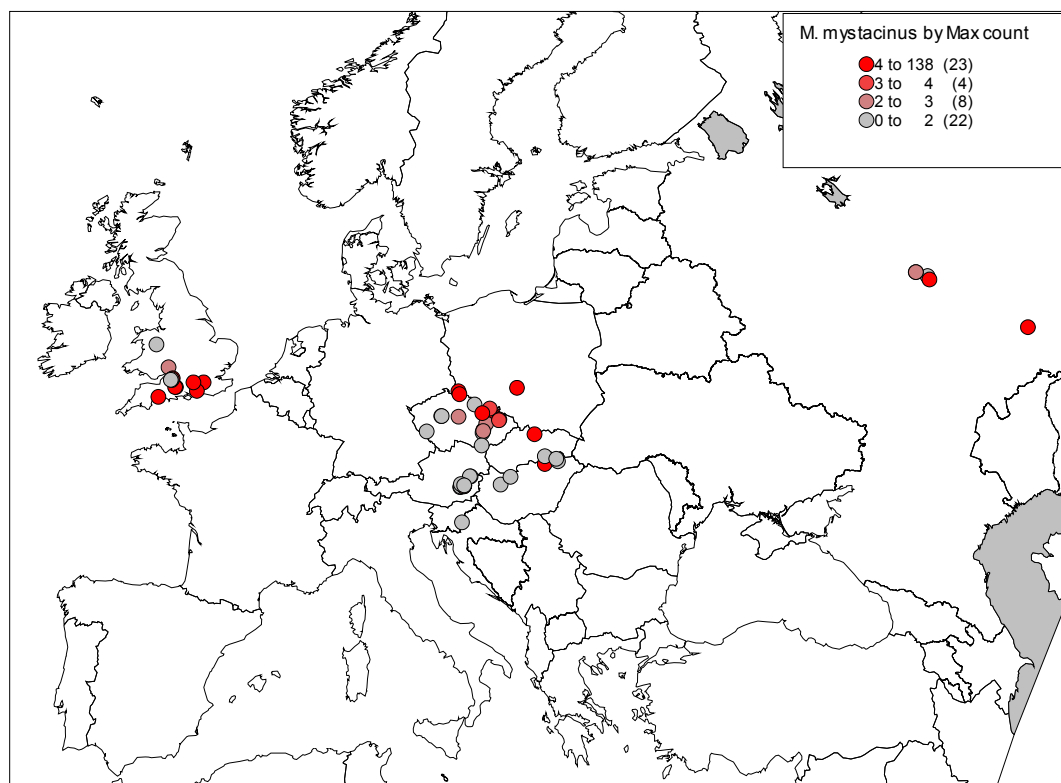 M. mystacinus by Max count
4 to 138 (23)
3 to 4 (4)
2 to 3 (8)
0 to 2 (22)